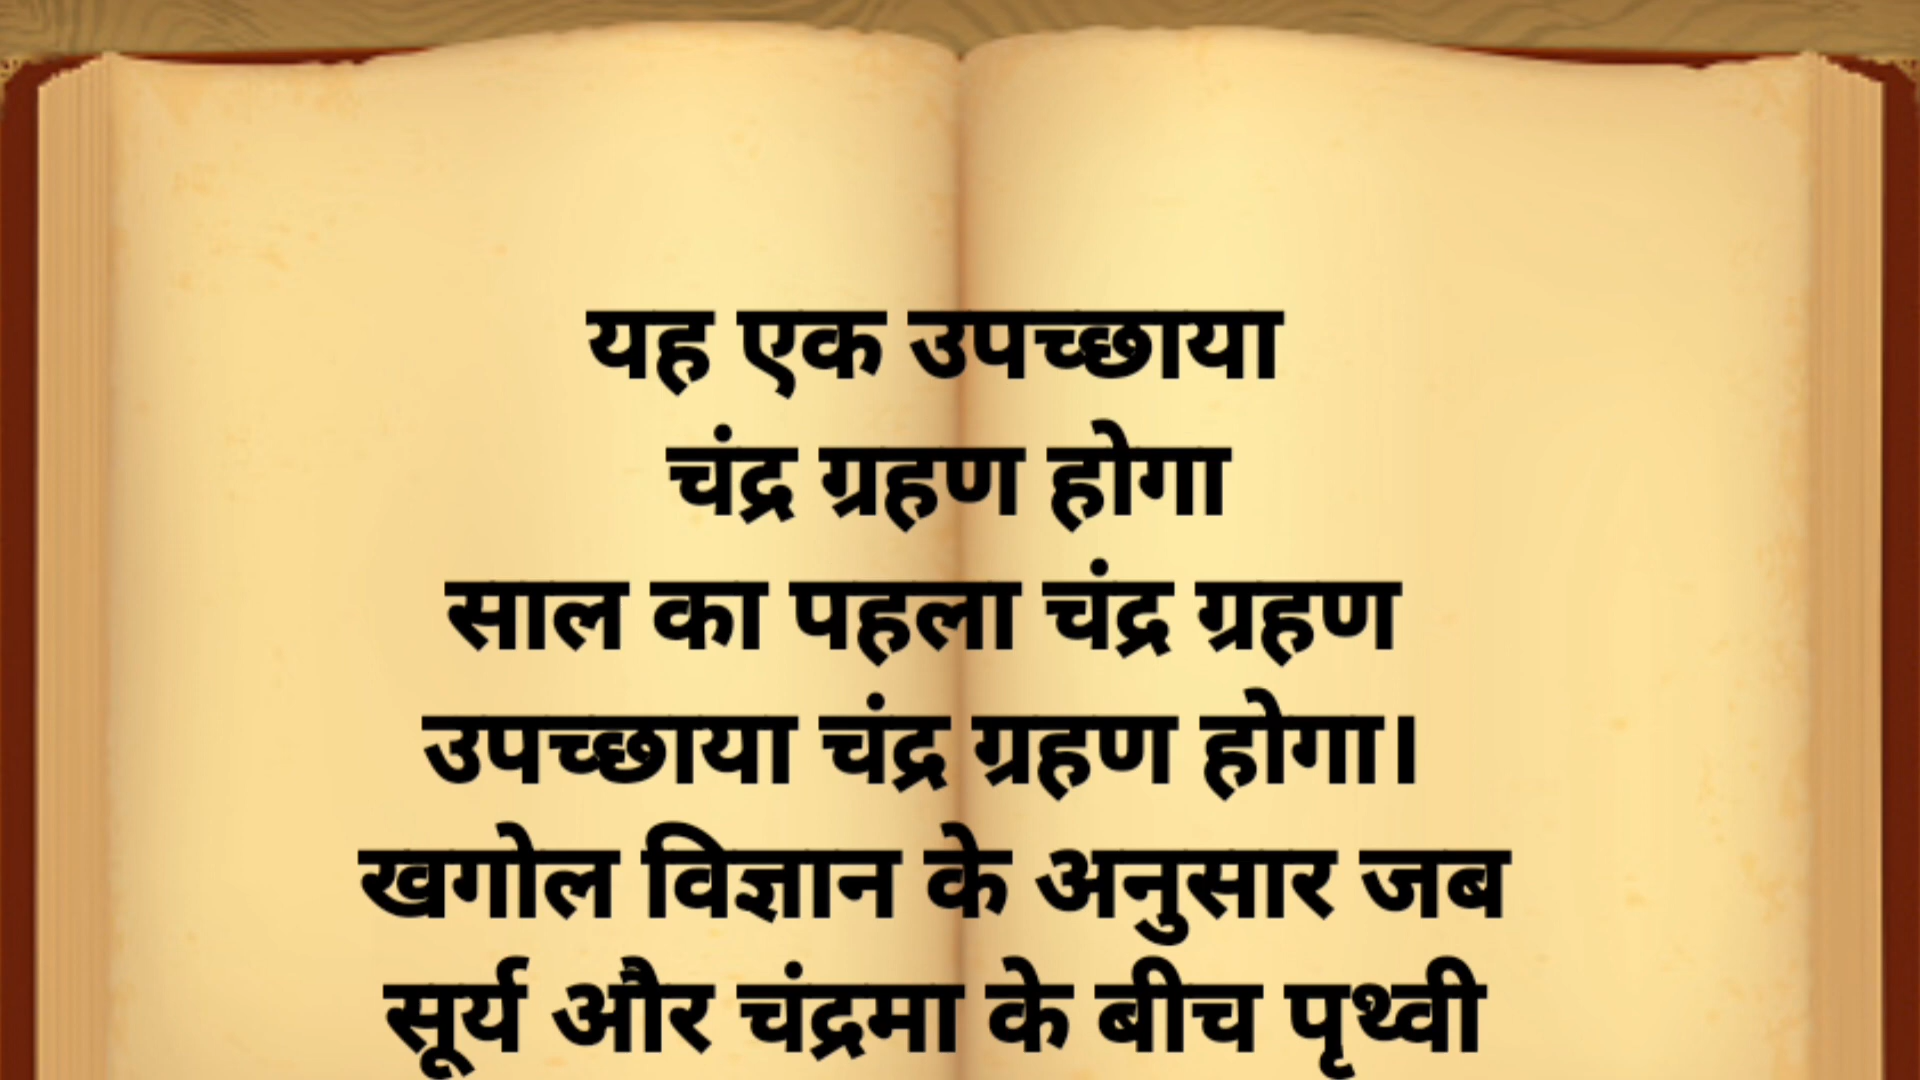 यह एक उपच्छाया
चंद्र ग्रहण होगा
साल का पहला चंद्र ग्रहण
उपच्छाया चंद्र ग्रहण होगा।
खगोल विज्ञान के अनुसार जब
सूर्य और चंद्रमा के बीच पृथ्वी